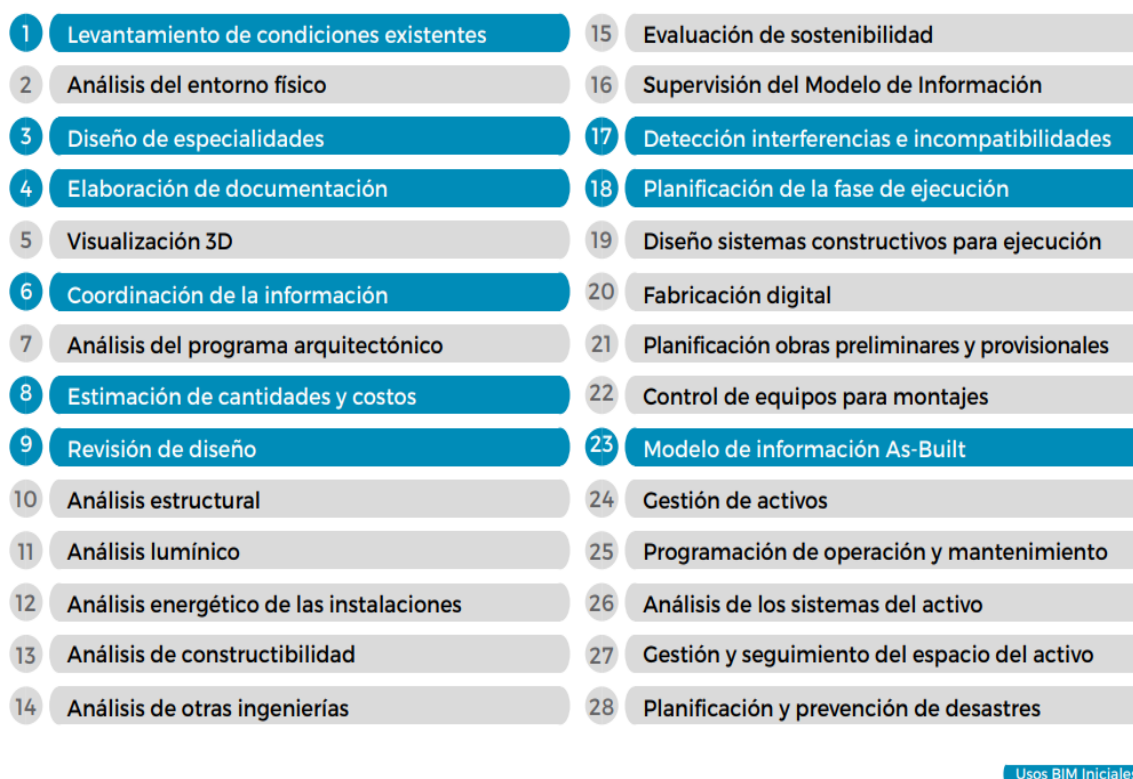 1 Levantamiento de condiciones existentes
2 Análisis del entorno físico
3 Diseño de especialidades
4 Elaboración de documentación
5 Visualización 3D
6 Coordinación de la información
7 Análisis del programa arquitectónico
8 Estimación de cantidades y costos
9 Revisión de diseño
10 Análisis estructural
11 Análisis lumínico
12 Análisis energético de las instalaciones
13 Análisis de constructibilidad
14 Análisis de otras ingenierías
15 Evaluación de sostenibilidad
16 Supervisión del Modelo de Información
17 Detección interferencias e incompatibilidades
18 Planificación de la fase de ejecución
19 Diseño sistemas constructivos para ejecución
20 Fabricación digital
21 Planificación obras preliminares y provisionales
22 Control de equipos para montajes
23 Modelo de información As-Built
24 Gestión de activos
25 Programación de operación y mantenimiento
26 Análisis de los sistemas del activo
27 Gestión y seguimiento del espacio del activo
28 Planificación y prevención de desastres
Usos BIM Iniciales